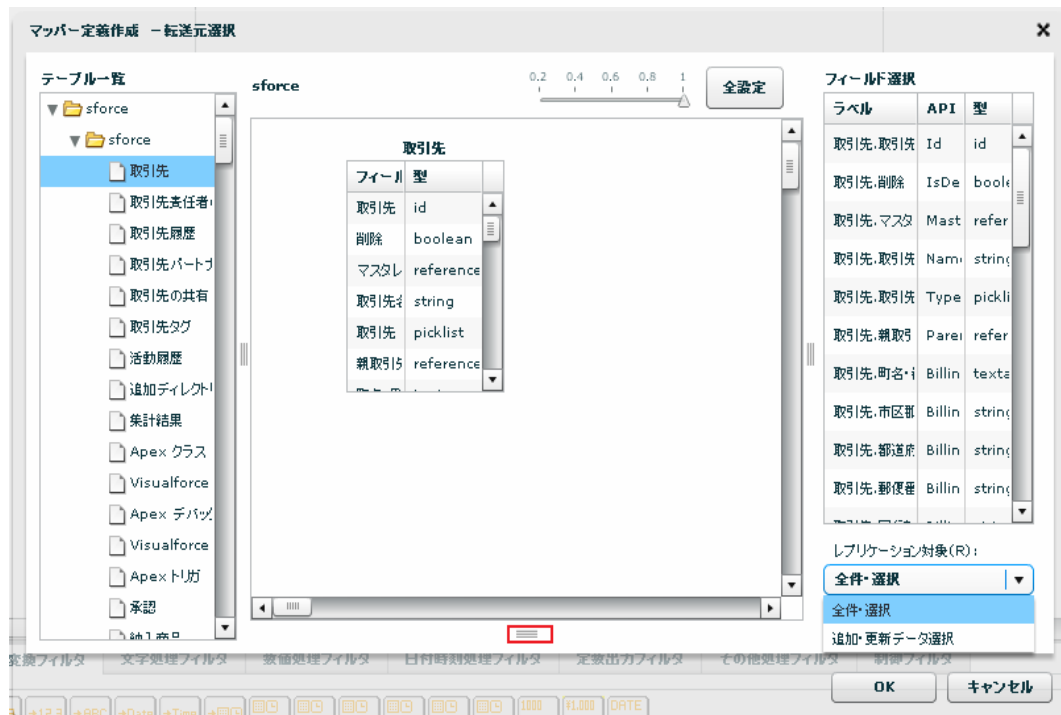 マッパー定義作成 －転送元選択
テーブル一覧
sforce
sforce
取引先
取引先責任者
取引先履歴
取引先パートナ
取引先の共有
取引先タグ
活動履歴
追加ディレクトリ
集計結果
Apex クラス
Visualforce
Apex デバッ
Visualforce
Apex トリガ
承認
納入商品
sforce
0.2 0.4 0.6 0.8 1
全設定
取引先
フィール 型
取引先 id
削除 boolean
マスタレ reference
取引先名 string
取引先 picklist
親取引先 reference
フィールド選択
ラベル API 型
取引先.取引先 Id id
取引先.削除 IsDe boole
取引先.マスタ Mast refer
取引先.取引先 Nam string
取引先.取引先 Type pickli
取引先.親取引 Parei refer
取引先.町名・ Billin texta
取引先.市区郡 Billin string
取引先.都道府 Billin string
取引先.郵便番 Billin string
レプリケーション対象(R):
全件・選択
全件・選択
追加・更新データ選択
変換フィルタ 文字処理フィルタ 数値処理フィルタ 日付時刻処理フィルタ 定数出力フィルタ その他処理フィルタ 制御フィルタ
OK キャンセル
→12.3 →ABC →Date →Time 1000 ¥1,000 DATE